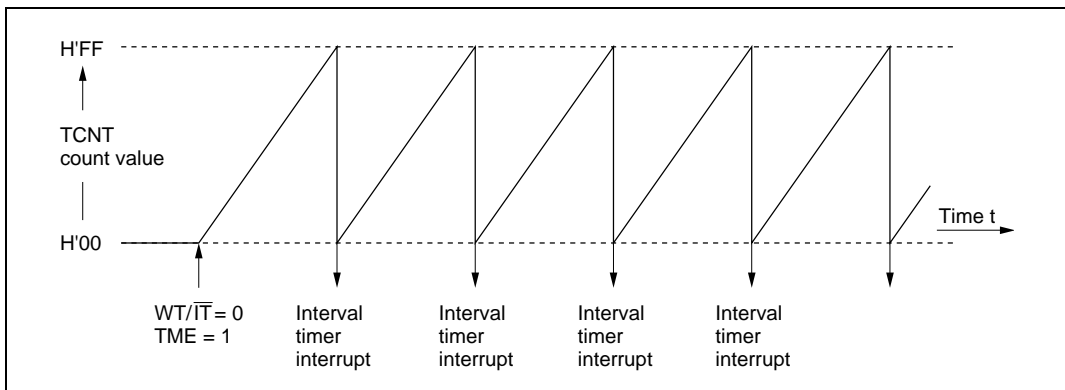 H'FF
TCNT
count value
H'00
Time t
WT/I̅T̅ = 0
TME = 1
Interval
timer
interrupt
Interval
timer
interrupt
Interval
timer
interrupt
Interval
timer
interrupt